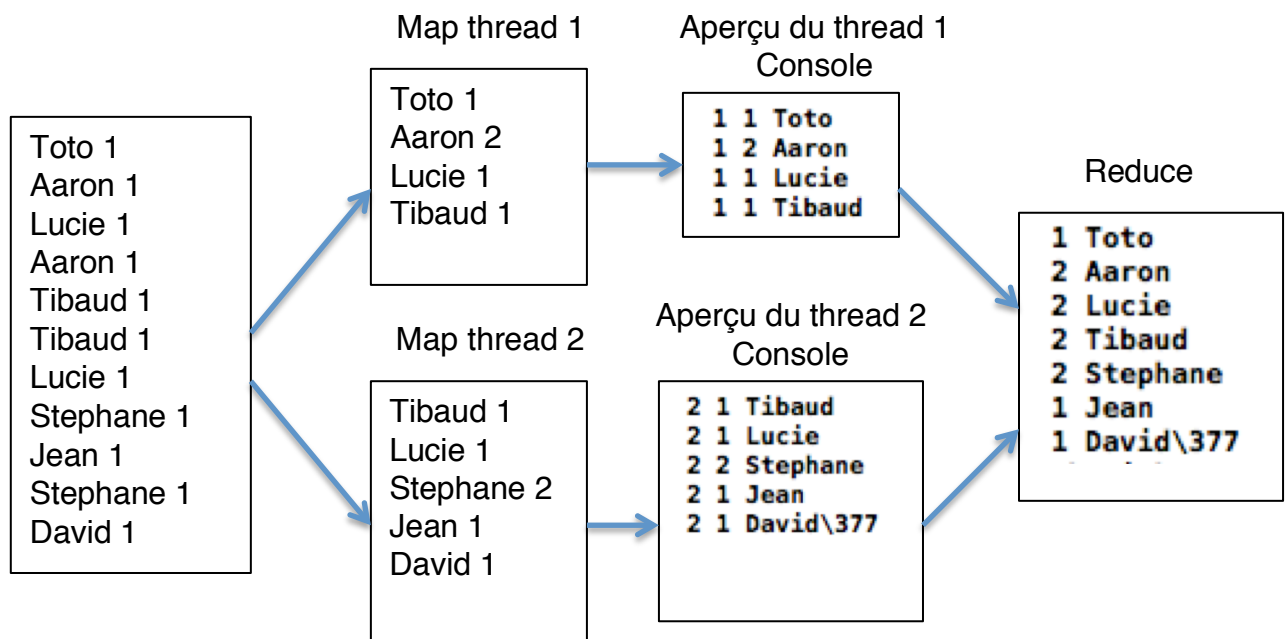 Toto 1
Aaron 1
Lucie 1
Aaron 1
Tibaud 1
Tibaud 1
Lucie 1
Stephane 1
Jean 1
Stephane 1
David 1
Map thread 1
Toto 1
Aaron 2
Lucie 1
Tibaud 1
Aperçu du thread 1
Console
1 1 Toto
1 2 Aaron
1 1 Lucie
1 1 Tibaud
Map thread 2
Tibaud 1
Lucie 1
Stephane 2
Jean 1
David 1
Aperçu du thread 2
Console
2 1 Tibaud
2 1 Lucie
2 2 Stephane
2 1 Jean
2 1 David\377
Reduce
1 Toto
2 Aaron
2 Lucie
2 Tibaud
2 Stephane
1 Jean
1 David\377